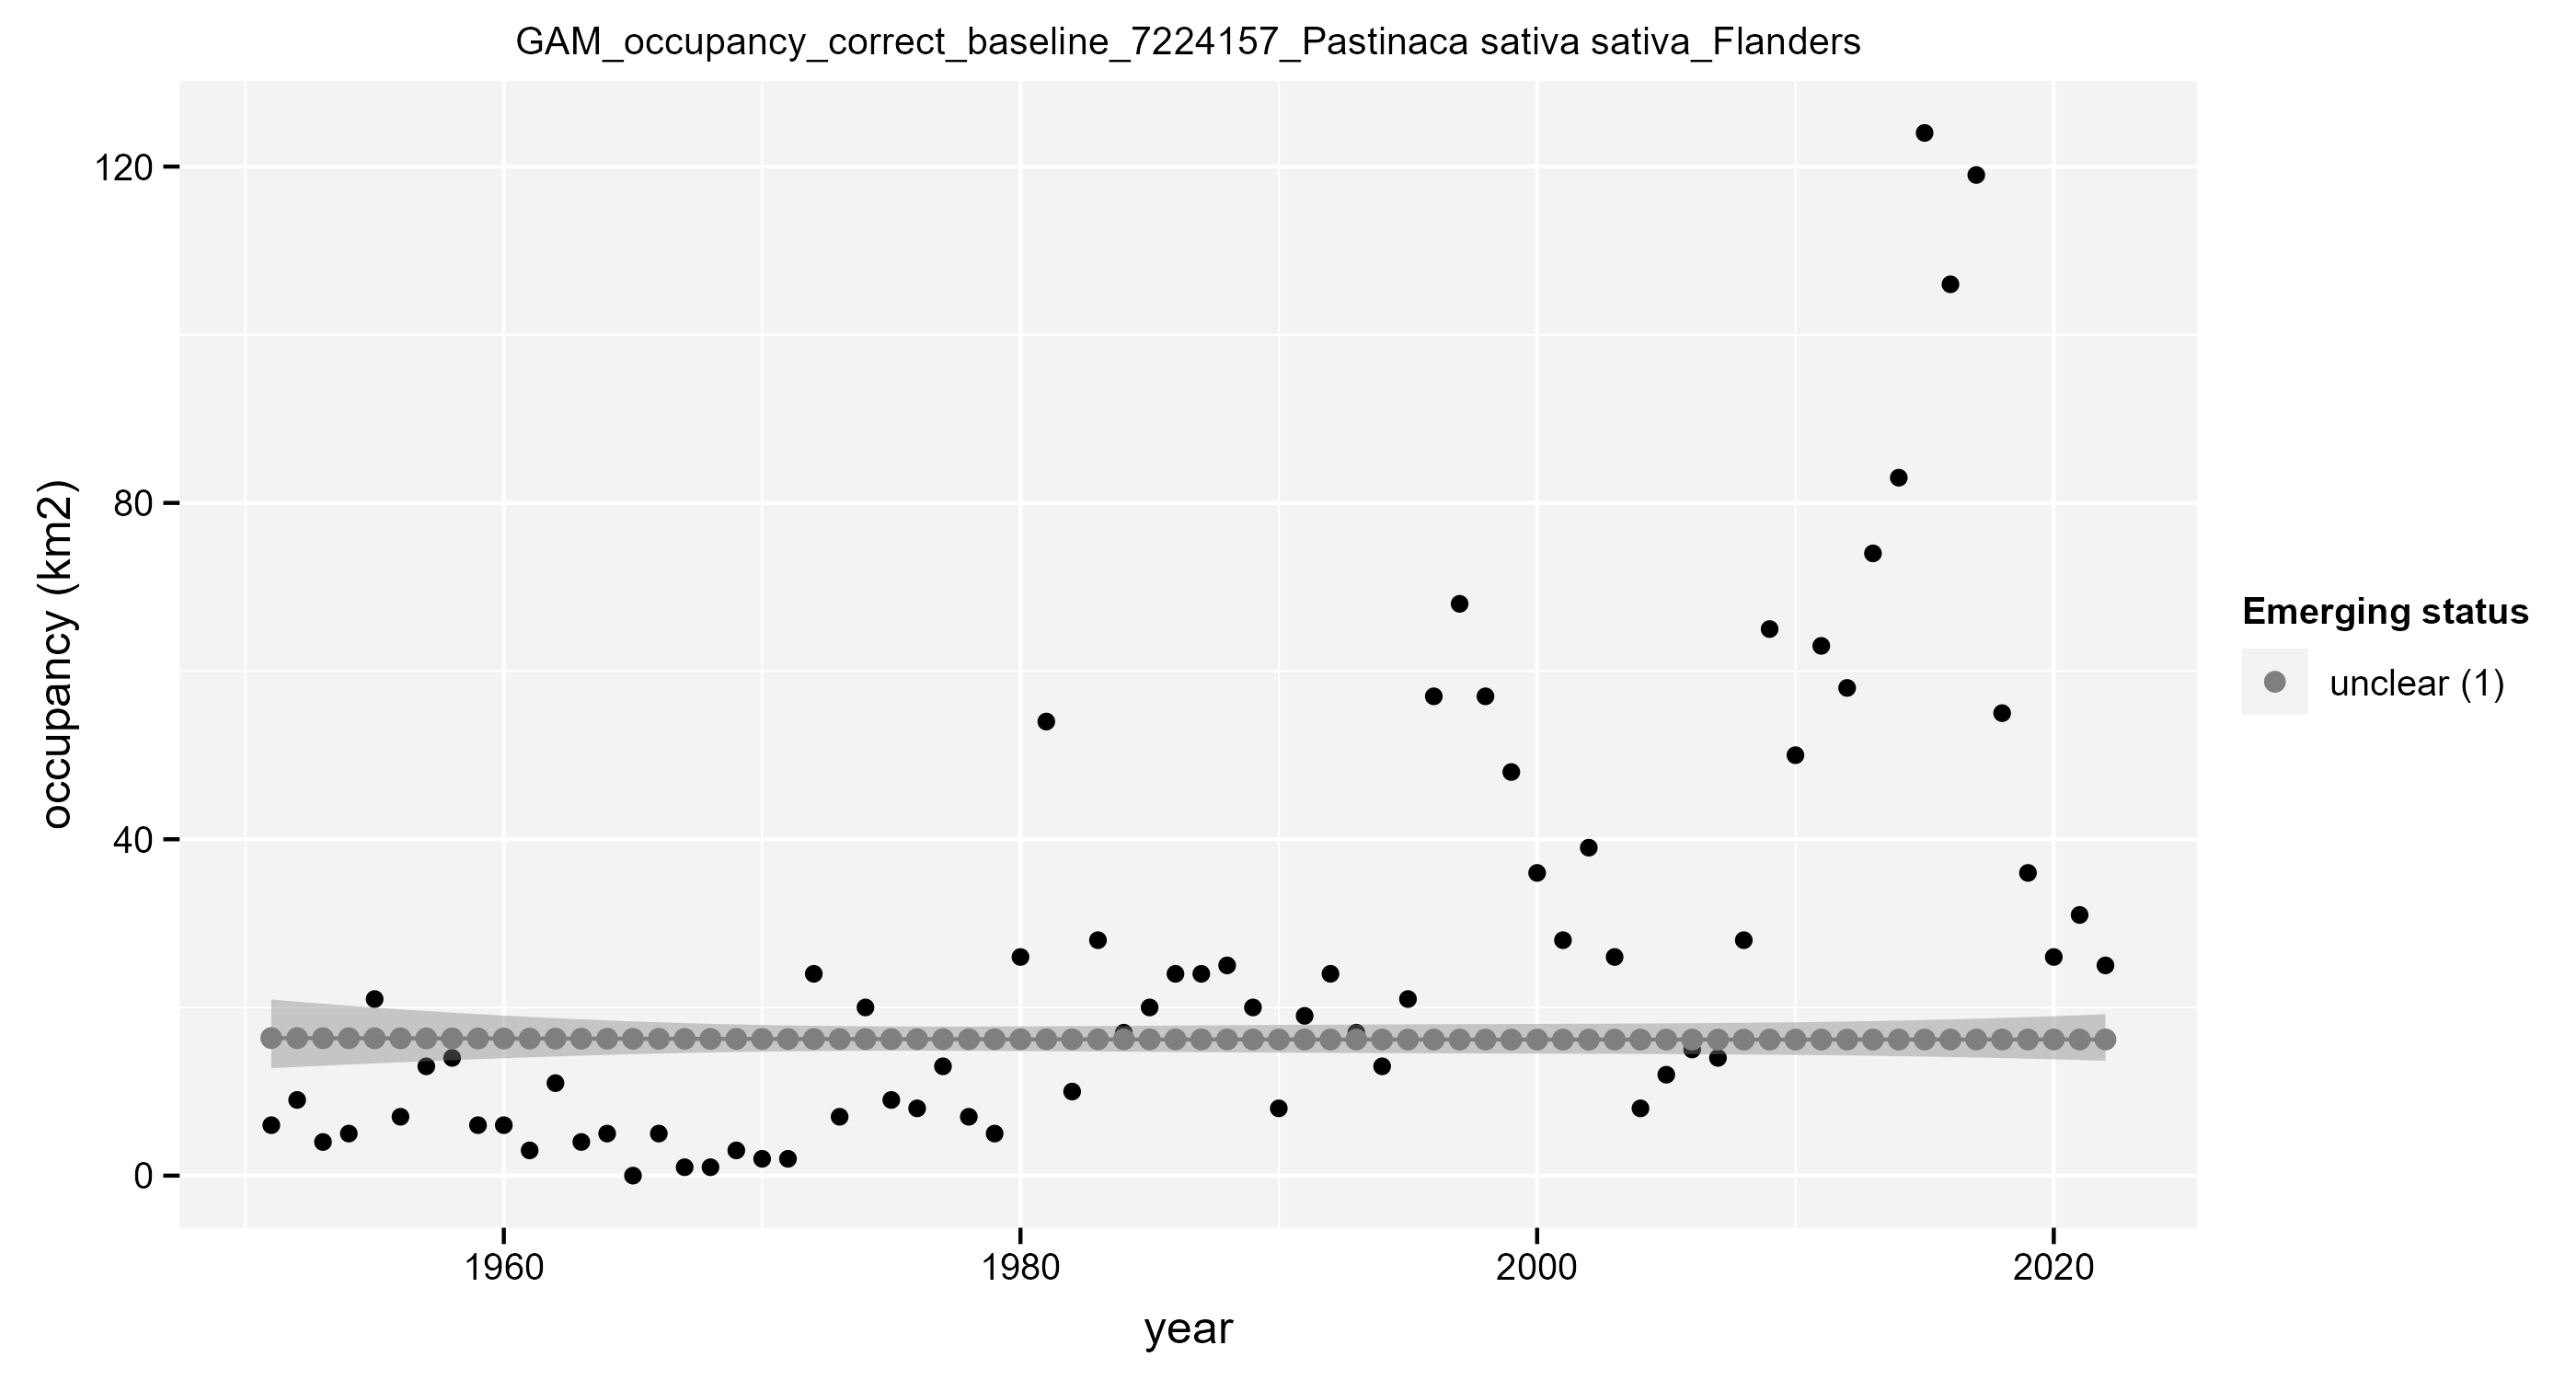 GAM_occupancy_correct_baseline_7224157_Pastinaca sativa sativa_Flanders
120
80
40
0
occupancy (km2)
1960
1980
2000
2020
year
Emerging status
unclear (1)